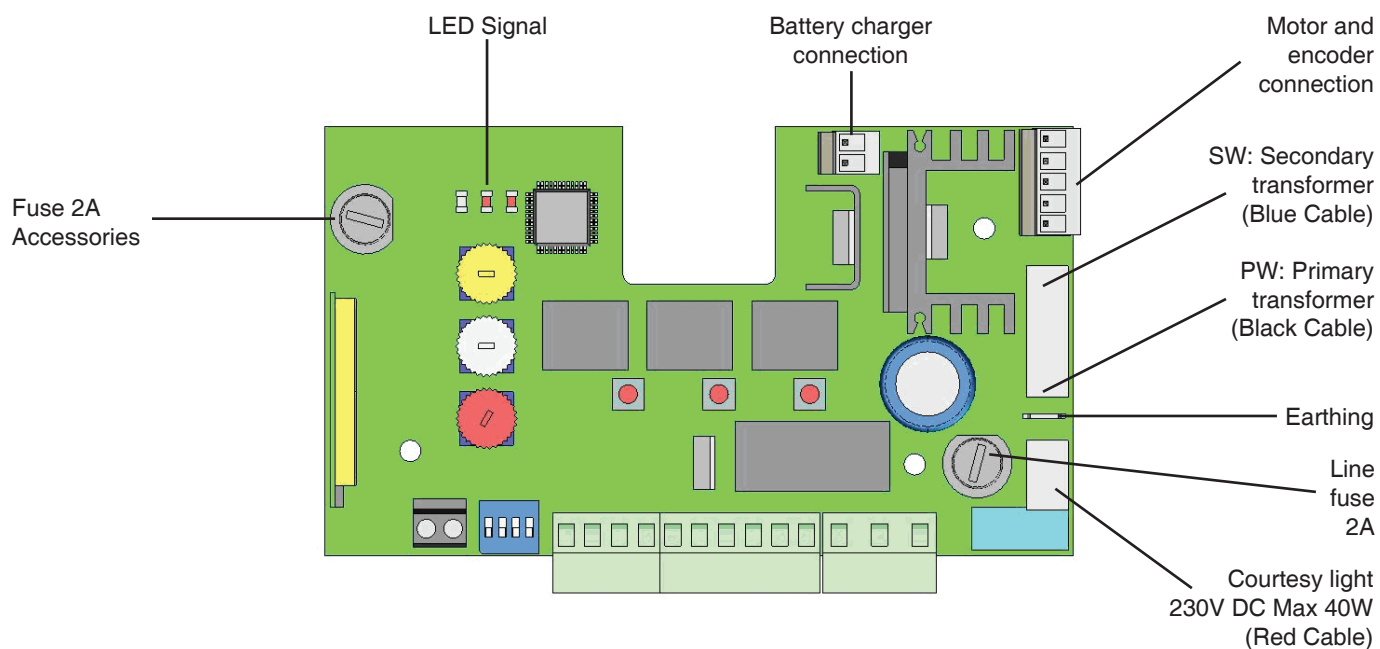 LED Signal
Battery charger
connection
Motor and
encoder
connection
SW: Secondary
transformer
(Blue Cable)
Fuse 2A
Accessories
PW: Primary
transformer
(Black Cable)
Earthing
Line
fuse
2A
Courtesy light
230V DC Max 40W
(Red Cable)